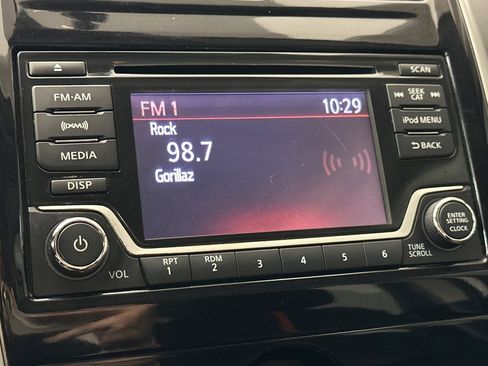 SCAN
FM·AM
((XM))
MEDIA
DISP
VOL
FM 1
10:29
Rock
98.7
Gorillaz
SEEK
CAT
iPod MENU
BACK
ENTER
SETTING
CLOCK
TUNE
SCROLL
RPT
1
RDM
2
3
4
5
6